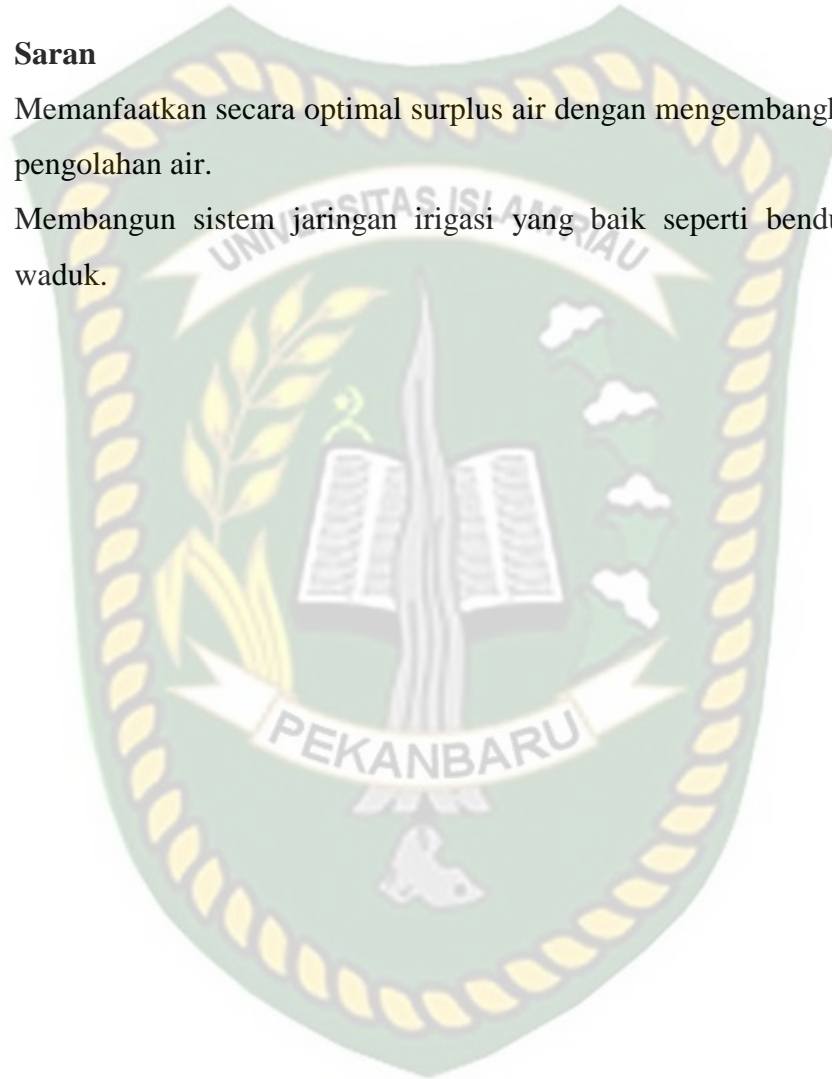 Saran
Memanfaatkan secara optimal surplus air dengan mengembangk
pengolahan air.
Membangun sistem jaringan irigasi yang baik seperti bendu
waduk.
UNIVERSITAS ISLAM RIAU
PEKANBARU